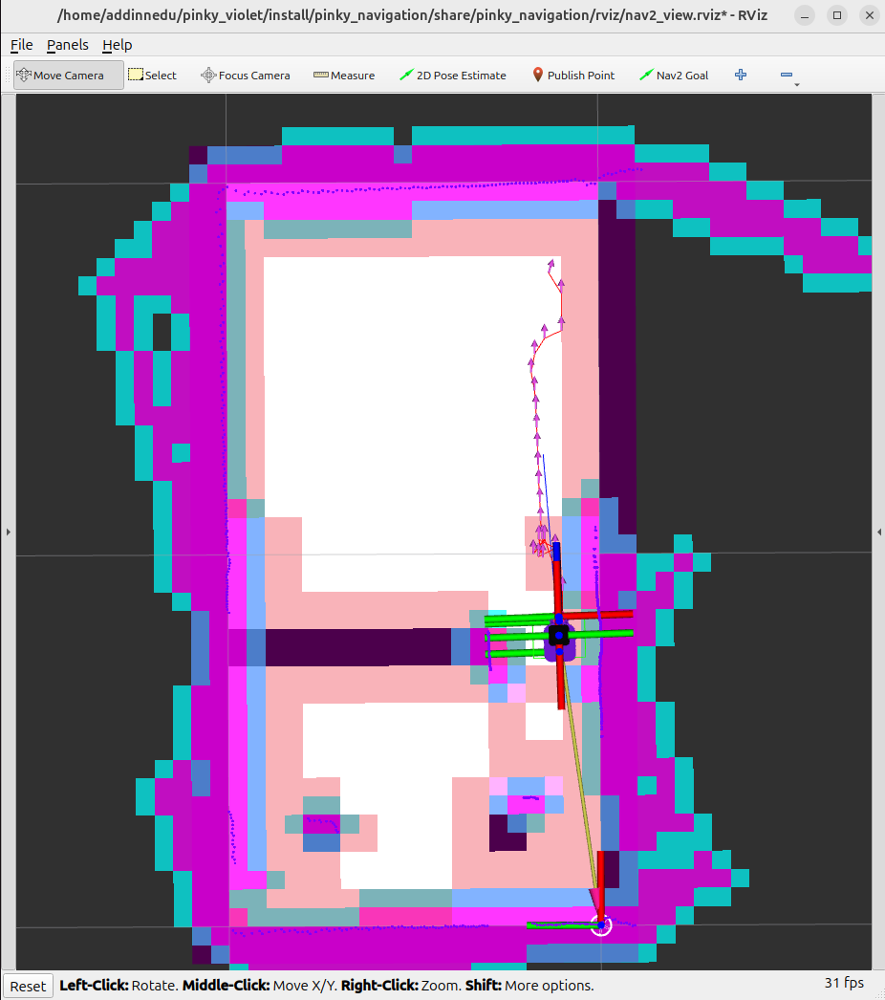 /home/addinnedu/pinky_violet/install/pinky_navigation/share/pinky_navigation/rviz/nav2_view.rviz* - RViz
File Panels Help
Move Camera Select Focus Camera Measure 2D Pose Estimate Publish Point Nav2 Goal
Reset Left-Click: Rotate. Middle-Click: Move X/Y. Right-Click: Zoom. Shift: More options. 31 fps